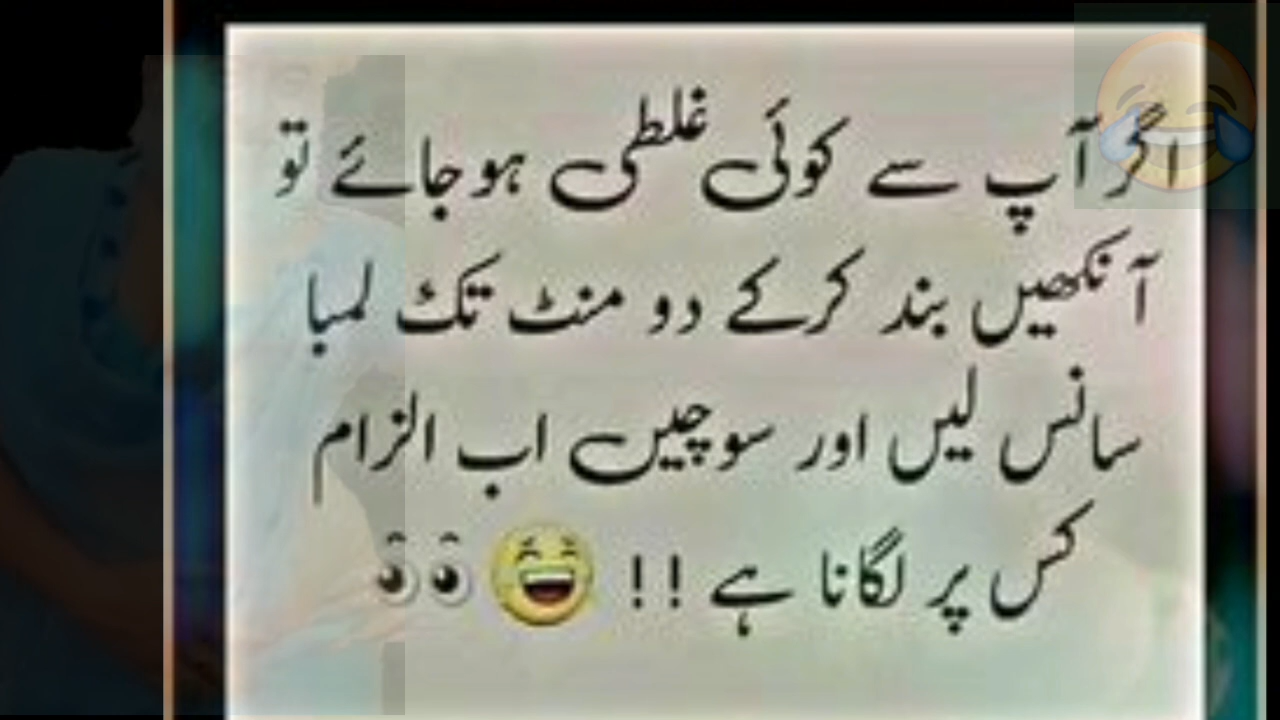 اگر آپ سے کوئی غلطی ہو جائے تو
آنکھیں بند کر کے دو منٹ تک لمبا
سانس لیں اور سوچیں اب الزام
کس پر لگانا ہے !! 😆👀